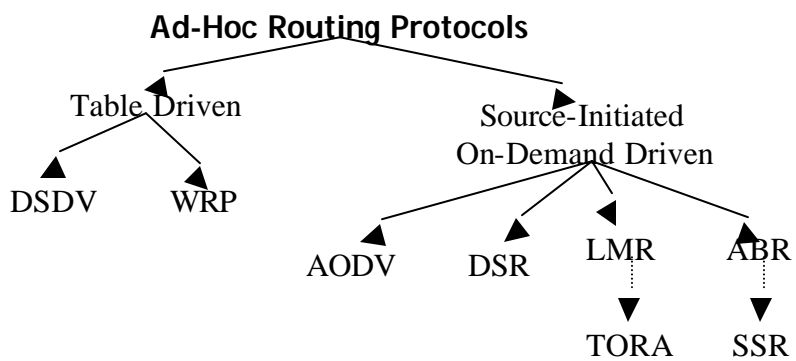 Ad-Hoc Routing Protocols
Table Driven
Source-Initiated
On-Demand Driven
DSDV WRP
AODV DSR LMR ABR
TORA SSR